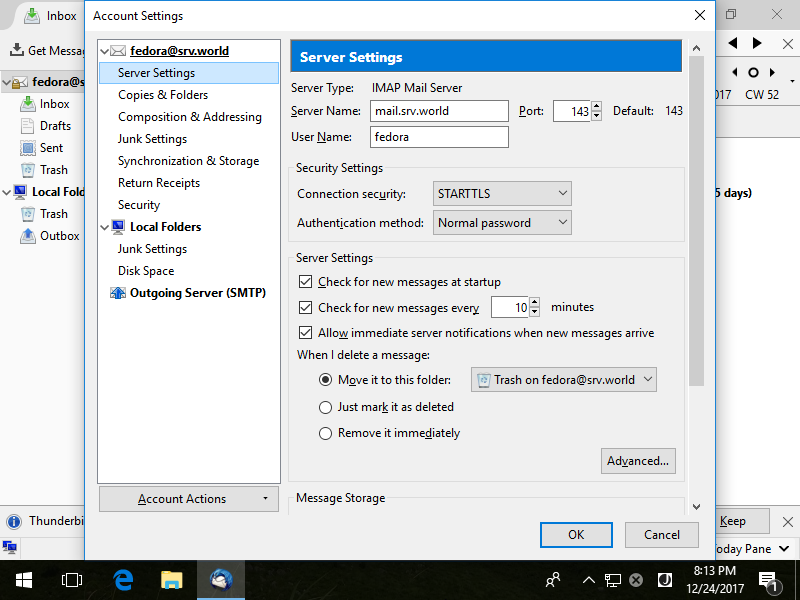 Inbox
Account Settings
Get Messa
fedora@s
Inbox
Drafts
Sent
Trash
Local Fold
Trash
Outbox
fedora@srv.world
Server Settings
Copies & Folders
Composition & Addressing
Junk Settings
Synchronization & Storage
Return Receipts
Security
Local Folders
Junk Settings
Disk Space
Outgoing Server (SMTP)
Account Actions
Server Settings
Server Type: IMAP Mail Server
Server Name: mail.srv.world Port: 143 Default: 143
User Name: fedora
Security Settings
Connection security: STARTTLS
Authentication method: Normal password
Server Settings
Check for new messages at startup
Check for new messages every 10 minutes
Allow immediate server notifications when new messages arrive
When I delete a message:
Move it to this folder: Trash on fedora@srv.world
Just mark it as deleted
Remove it immediately
Advanced...
Message Storage
OK Cancel
017 CW 52
5 days)
Thunderbi
Keep
oday Pane
8:13 PM
12/24/2017
1